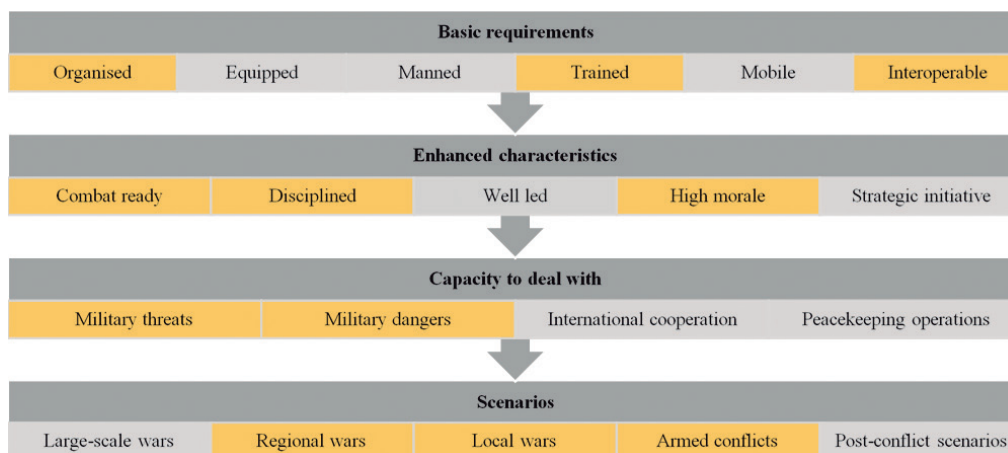 Basic requirements
Organised Equipped Manned Trained Mobile Interoperable
Enhanced characteristics
Combat ready Disciplined Well led High morale Strategic initiative
Capacity to deal with
Military threats Military dangers International cooperation Peacekeeping operations
Scenarios
Large-scale wars Regional wars Local wars Armed conflicts Post-conflict scenarios